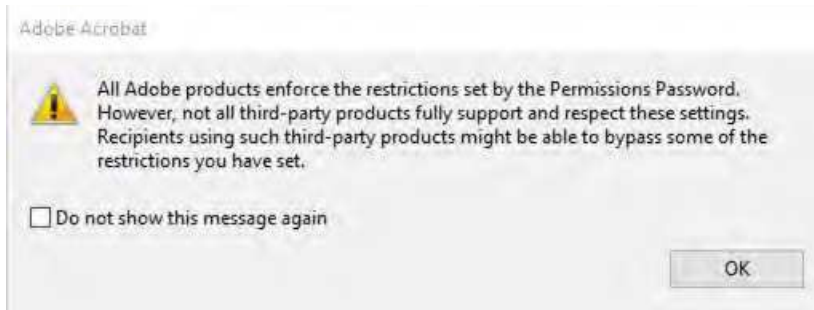 Adobe Acrobat
All Adobe products enforce the restrictions set by the Permissions Password.
However, not all third-party products fully support and respect these settings.
Recipients using such third-party products might be able to bypass some of the
restrictions you have set.
Do not show this message again
OK